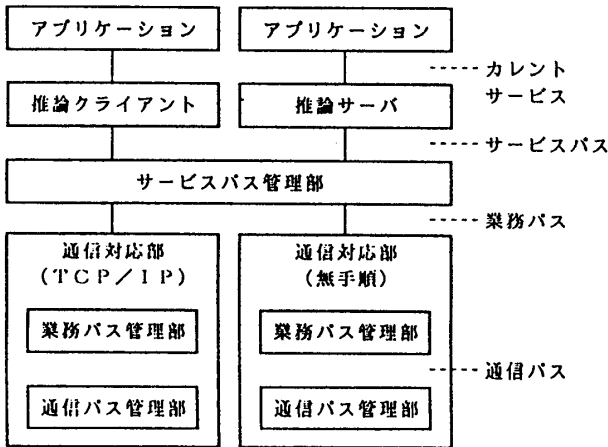 アプリケーション
アプリケーション
カレント
サービス
推論クライアント
推論サーバ
サービスパス
サービスパス管理部
業務パス
通信対応部
(TCP/IP)
通信対応部
(無手順)
業務パス管理部
業務パス管理部
通信パス
通信パス管理部
通信パス管理部